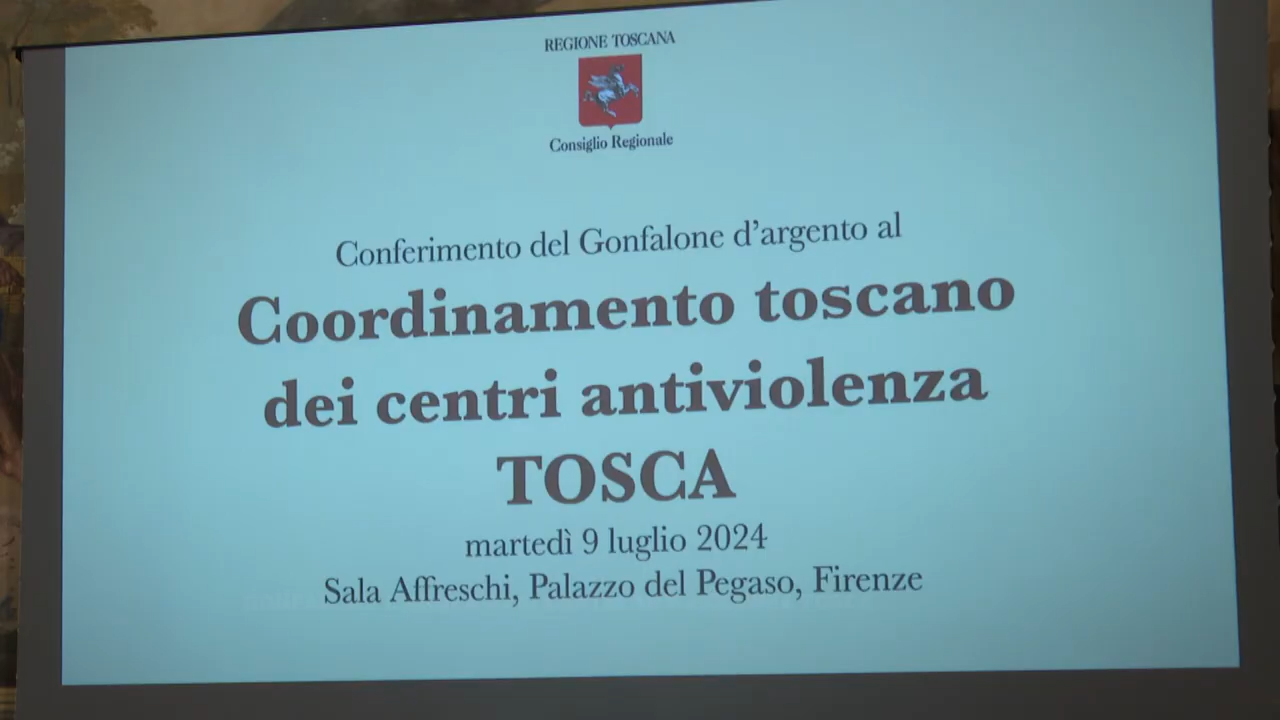 REGIONE TOSCANA
Consiglio Regionale
Conferimento del Gonfalone d'argento al
Coordinamento toscano
dei centri antiviolenza
TOSCA
martedì 9 luglio 2024
Sala Affreschi, Palazzo del Pegaso, Firenze